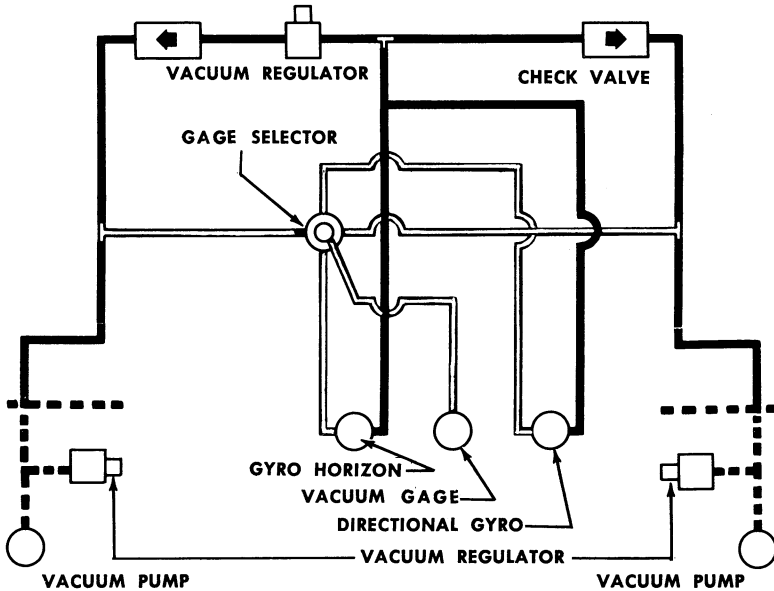 VACUUM REGULATOR
CHECK VALVE
GAGE SELECTOR
GYRO HORIZON
VACUUM GAGE
DIRECTIONAL GYRO
VACUUM REGULATOR
VACUUM PUMP
VACUUM PUMP